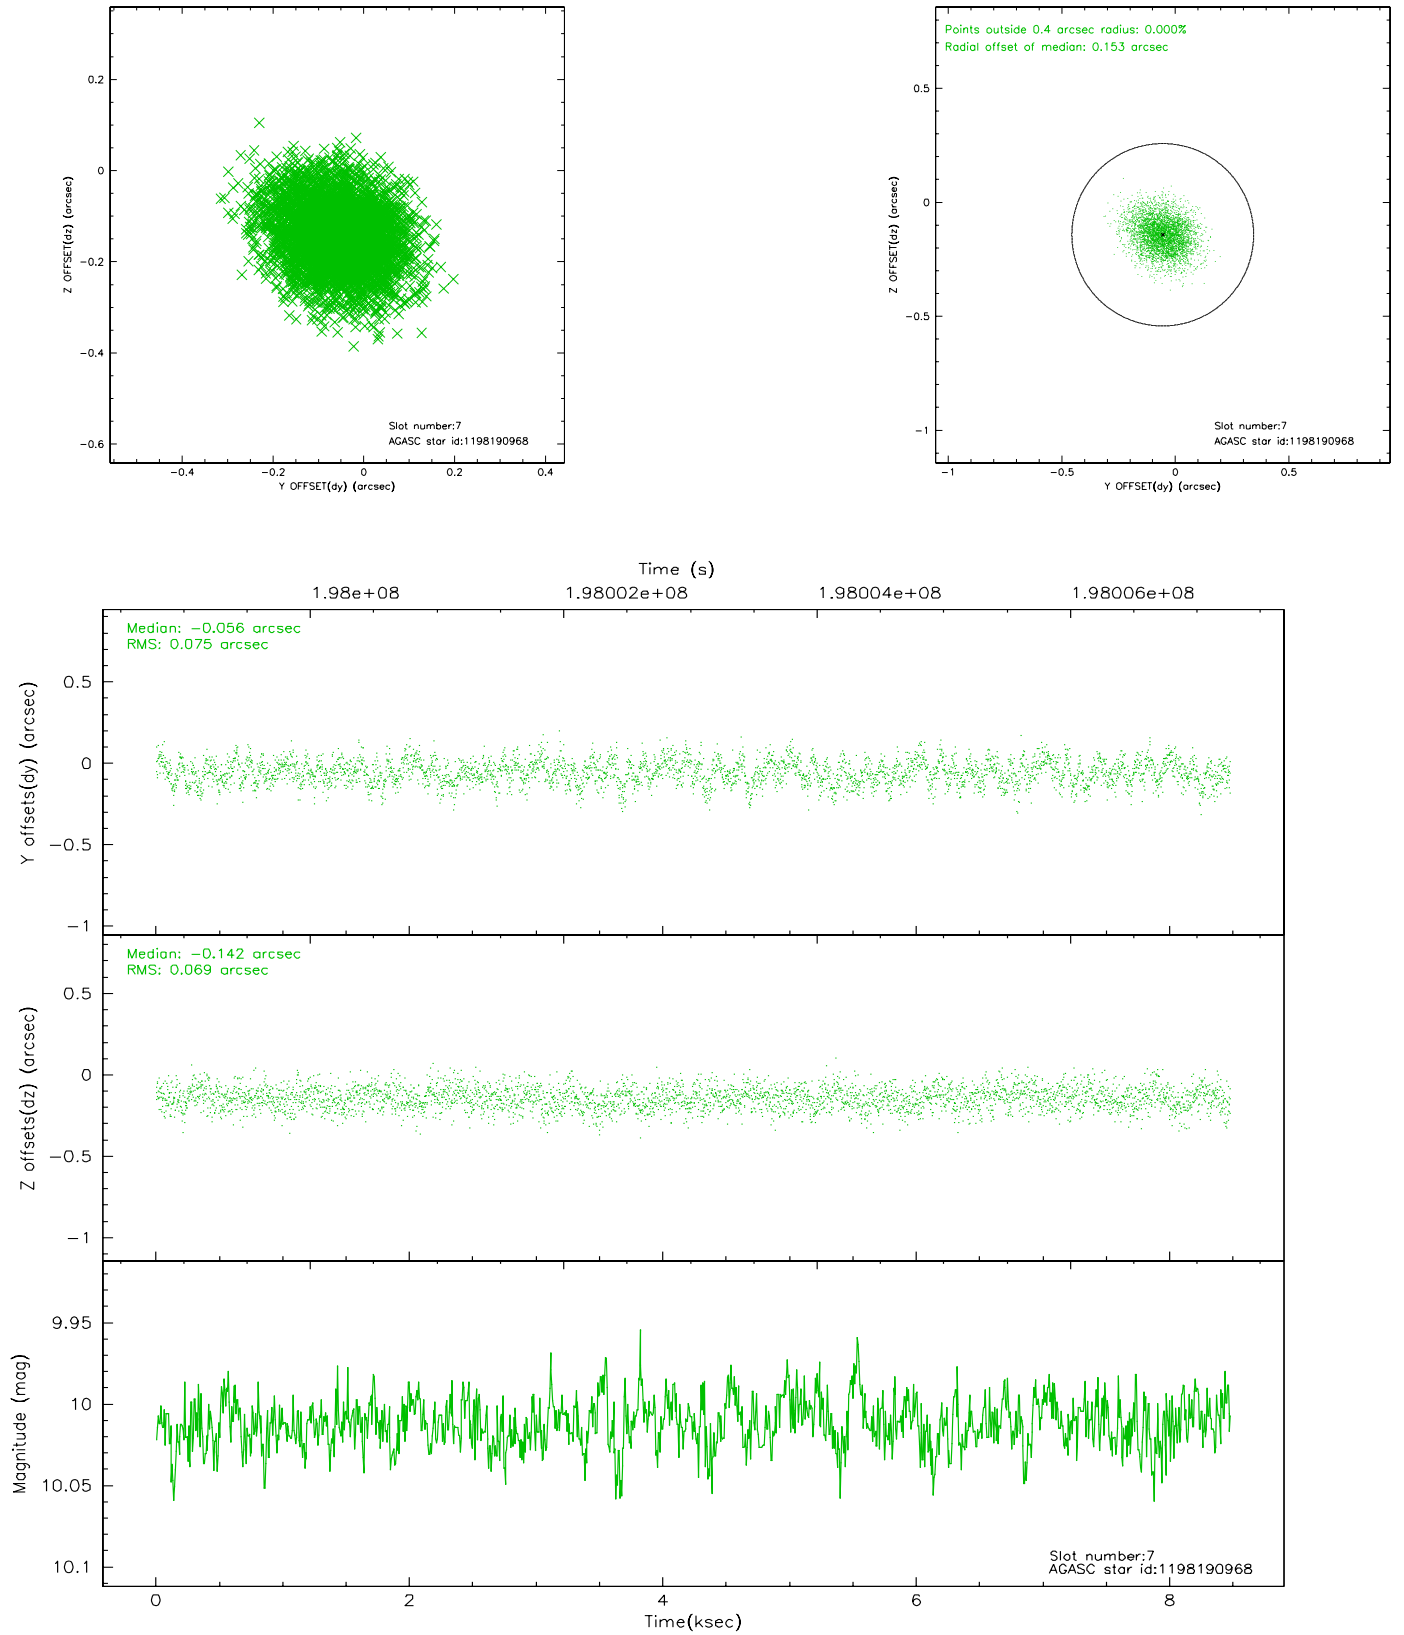 0.2
0
−0.2
−0.4
−0.6
Z OFFSET(dz) (arcsec)
Slot number:7
AGASC star id:1198190968
−0.4
−0.2
0
0.2
0.4
Y OFFSET(dy) (arcsec)
Points outside 0.4 arcsec radius: 0.000%
Radial offset of median: 0.153 arcsec
0.5
0
−0.5
−1
Z OFFSET(dz) (arcsec)
Slot number:7
AGASC star id:1198190968
−1
−0.5
0
0.5
Y OFFSET(dy) (arcsec)
Time (s)
1.98e+08
1.980002e+08
1.980004e+08
1.980006e+08
Median: −0.056 arcsec
RMS: 0.075 arcsec
0.5
0
−0.5
−1
Y offsets(dy) (arcsec)
Median: −0.142 arcsec
RMS: 0.069 arcsec
0.5
0
−0.5
−1
Z offsets(dz) (arcsec)
9.95
10
10.05
10.1
Magnitude (mag)
Slot number:7
AGASC star id:1198190968
0
2
4
6
8
Time(ksec)